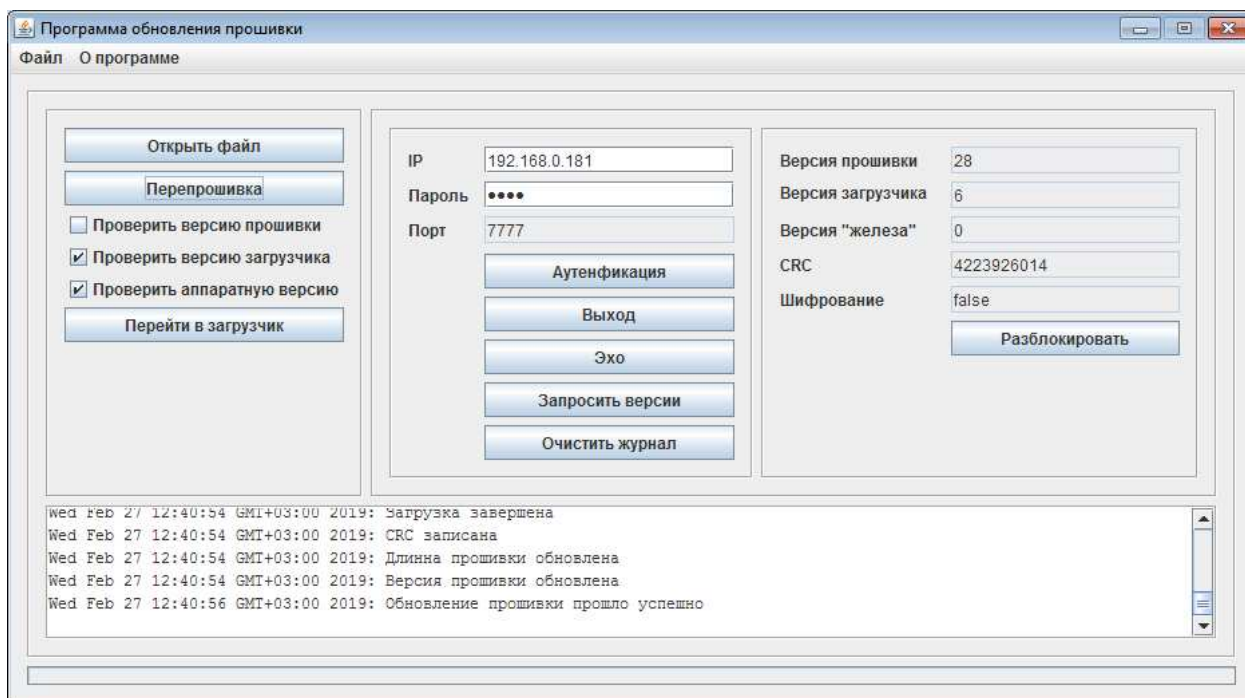 Программа обновления прошивки
Файл О программе
Открыть файл
Перепрошивка
Проверить версию прошивки
Проверить версию загрузчика
Проверить аппаратную версию
Перейти в загрузчик
IP 192.168.0.181
Пароль ••••
Порт 7777
Аутенфикация
Выход
Эхо
Запросить версии
Очистить журнал
Версия прошивки 28
Версия загрузчика 6
Версия "железа" 0
CRC 4223926014
Шифрование false
Разблокировать
Wed Feb 27 12:40:54 GMT+03:00 2019: Загрузка завершена
Wed Feb 27 12:40:54 GMT+03:00 2019: CRC записана
Wed Feb 27 12:40:54 GMT+03:00 2019: Длинна прошивки обновлена
Wed Feb 27 12:40:54 GMT+03:00 2019: Версия прошивки обновлена
Wed Feb 27 12:40:56 GMT+03:00 2019: Обновление прошивки прошло успешно